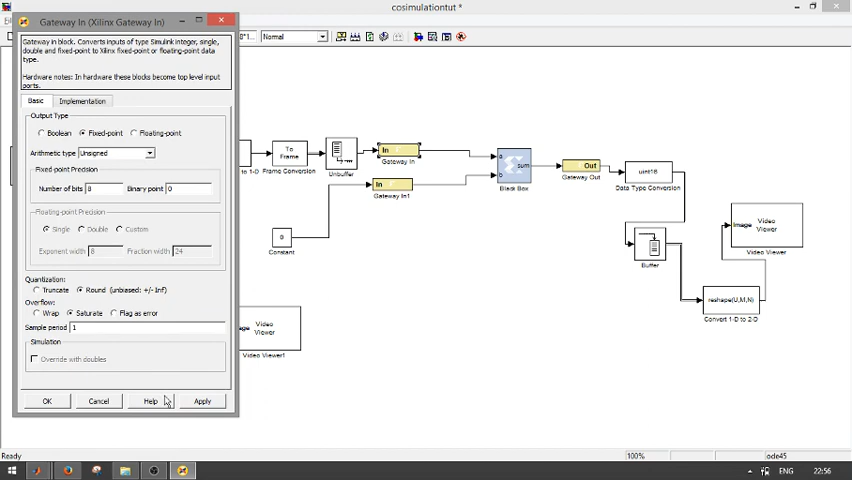 cosimulationtut *
Gateway In (Xilinx Gateway In)
Gateway in block. Converts inputs of type Simulink integer, single,
double and fixed-point to Xilinx fixed-point or floating-point data
type.
Hardware notes: In hardware these blocks become top level input
ports.
Basic
Implementation
Output Type
Boolean
Fixed-point
Floating-point
Arithmetic type
Unsigned
Fixed-point Precision
Number of bits
8
Binary point
0
Floating-point Precision
Single
Double
Custom
Exponent width
8
Fraction width
24
Quantization:
Truncate
Round (unbiased: +/- Inf)
Overflow:
Wrap
Saturate
Flag as error
Sample period
1
Simulation
Override with doubles
OK
Cancel
Help
Apply
Normal
to 1-D
To
Frame
Frame Conversion
Unbuffer
In
Gateway In
In
Gateway In1
Constant
a
b
sum
Black Box
Out
Gateway Out
uint16
Data Type Conversion
Buffer
reshape(U,M,N)
Convert 1-D to 2-D
Image
Video
Viewer
Video Viewer
Video
Viewer
Video Viewer1
Ready
100%
ode45
ENG
22:56